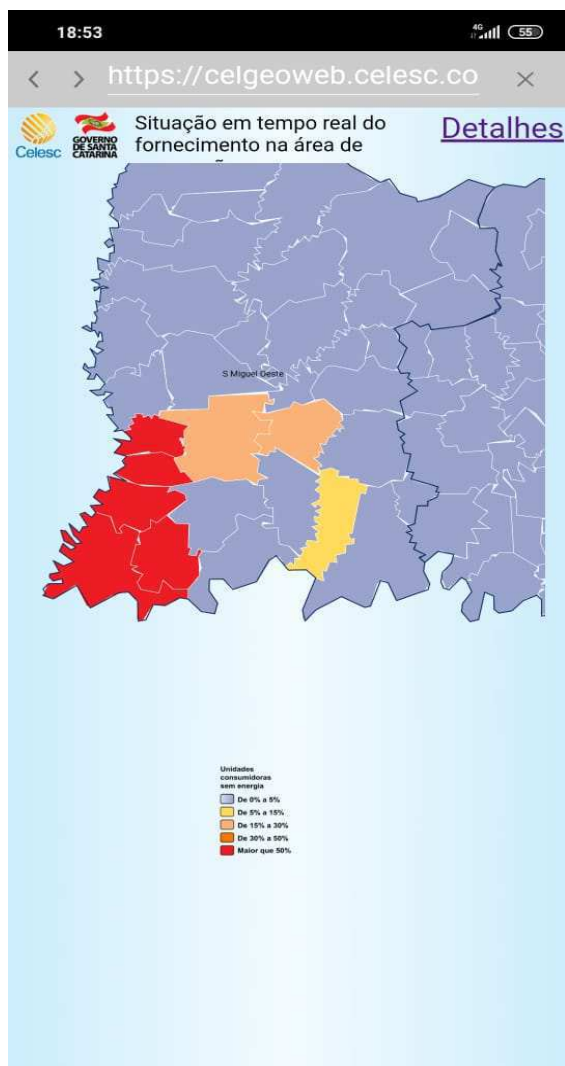 18:53
4G
55
https://celgeoweb.celesc.co
Celesc
GOVERNO
DE SANTA
CATARINA
Situação em tempo real do
fornecimento na área de
Detalhes
S Miguel Oeste
Unidades
consumidoras
sem energia
De 0% a 5%
De 5% a 15%
De 15% a 30%
De 30% a 50%
Maior que 50%